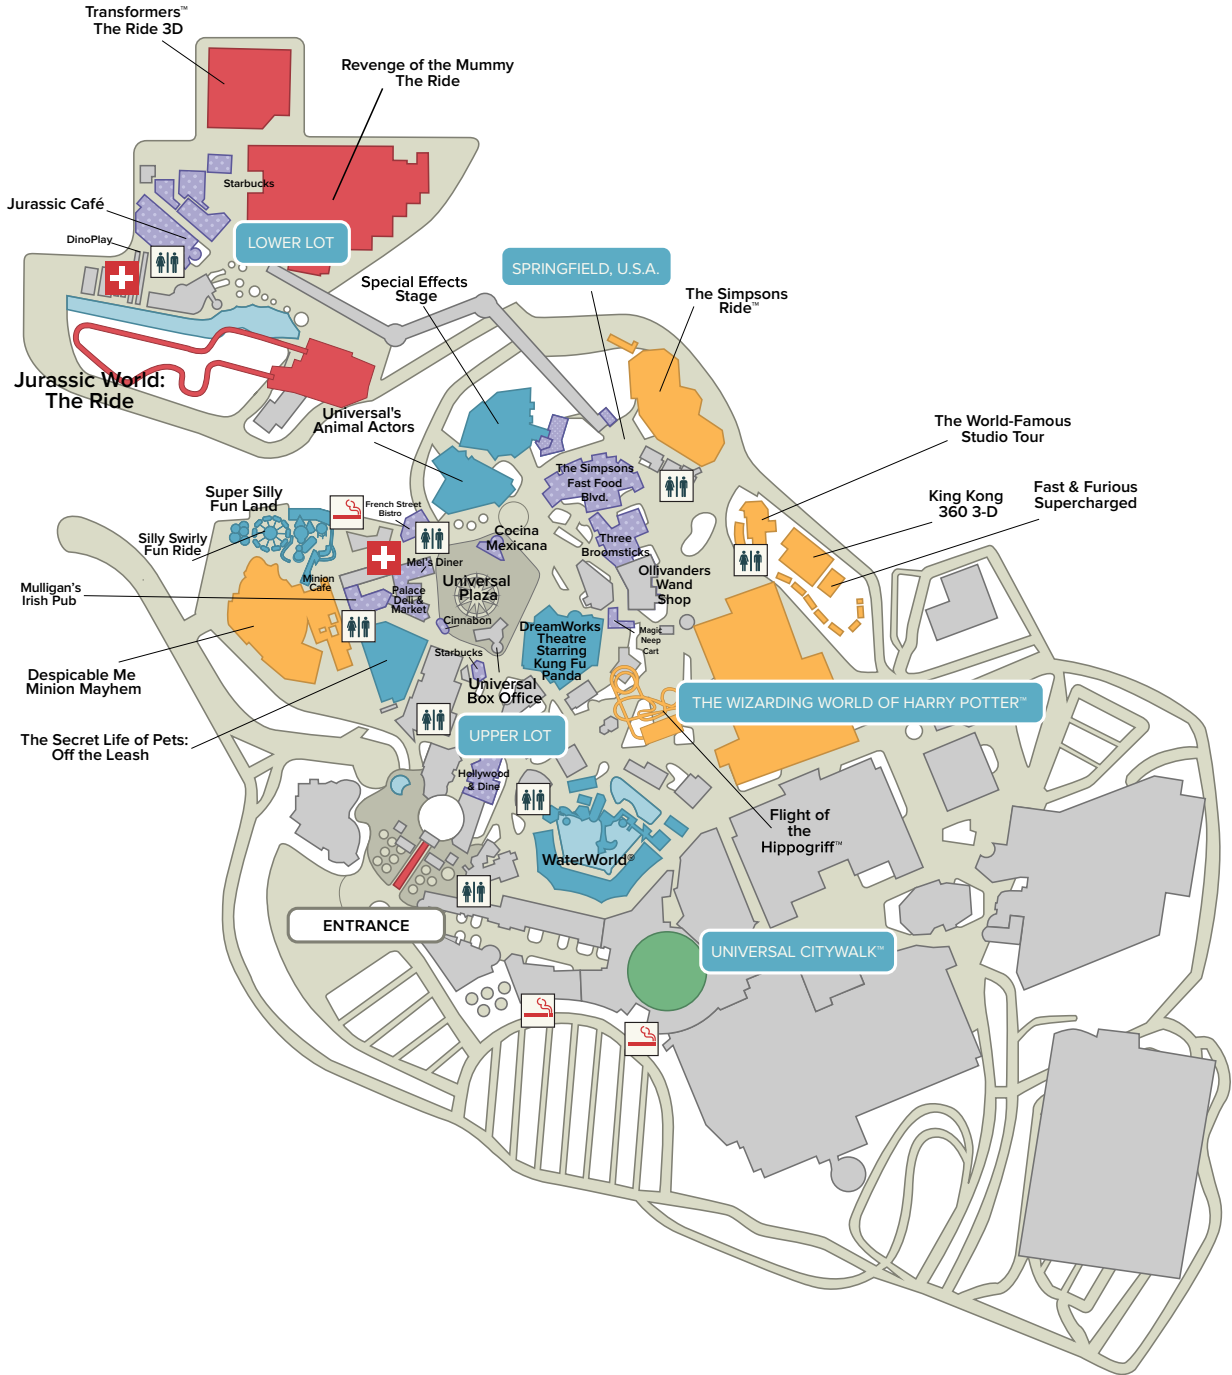 Transformers™
The Ride 3D
Revenge of the Mummy
The Ride
Starbucks
Jurassic Café
DinoPlay
LOWER LOT
SPRINGFIELD, U.S.A.
Special Effects
Stage
The Simpsons
Ride™
Jurassic World:
The Ride
Universal's
Animal Actors
The World-Famous
Studio Tour
The Simpsons
Fast Food
Blvd.
King Kong
360 3-D
Fast & Furious
Supercharged
Super Silly
Fun Land
French Street
Bistro
Silly Swirly
Fun Ride
Cocina
Mexicana
Three
Broomsticks
Mel's Diner
Minion
Café
Mulligan's
Irish Pub
Palace
Deli &
Market
Universal
Plaza
Ollivanders
Wand
Shop
Cinnabon
DreamWorks
Theatre
Starring
Kung Fu
Panda
Magic
Neep
Cart
Starbucks
Despicable Me
Minion Mayhem
Universal
Box Office
THE WIZARDING WORLD OF HARRY POTTER™
The Secret Life of Pets:
Off the Leash
UPPER LOT
Hollywood
& Dine
Flight of
the
Hippogriff™
WaterWorld®
ENTRANCE
UNIVERSAL CITYWALK™